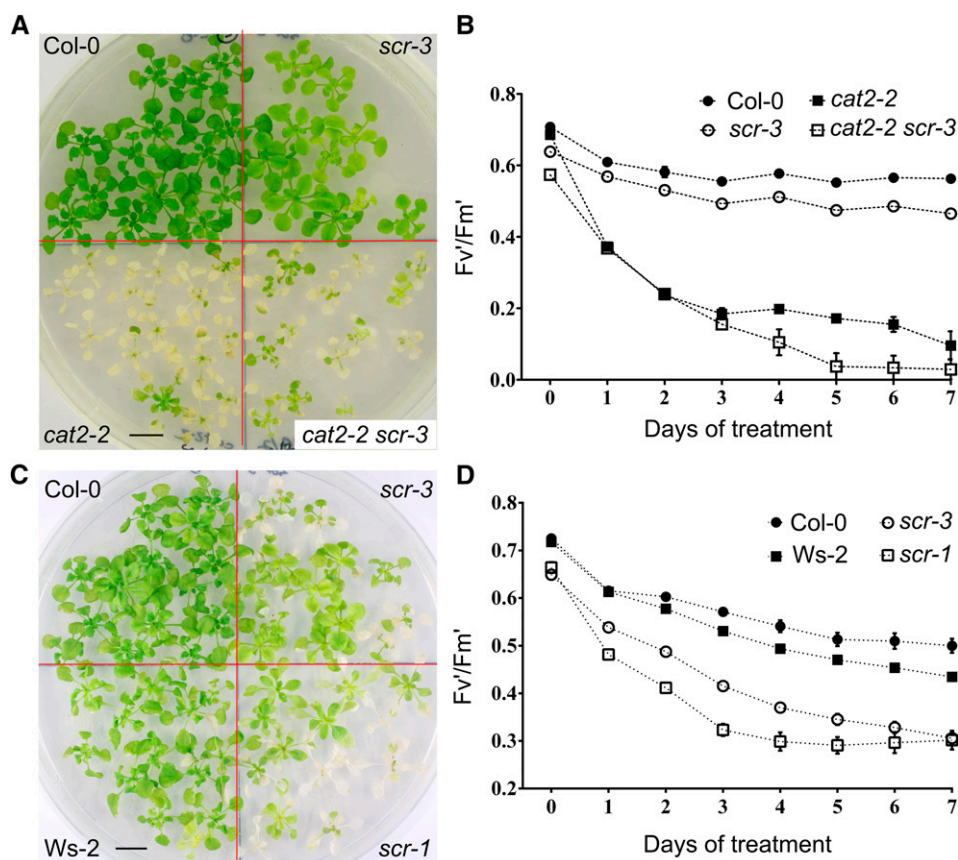 A
Col-0
scr-3
cat2-2
cat2-2 scr-3
B
Col-0
cat2-2
scr-3
cat2-2 scr-3
0.8
0.6
0.4
0.2
0.0
Fv'/Fm'
0 1 2 3 4 5 6 7
Days of treatment
C
Col-0
scr-3
Ws-2
scr-1
D
Col-0
scr-3
Ws-2
scr-1
0.8
0.7
0.6
0.5
0.4
0.3
0.2
Fv'/Fm'
0 1 2 3 4 5 6 7
Days of treatment